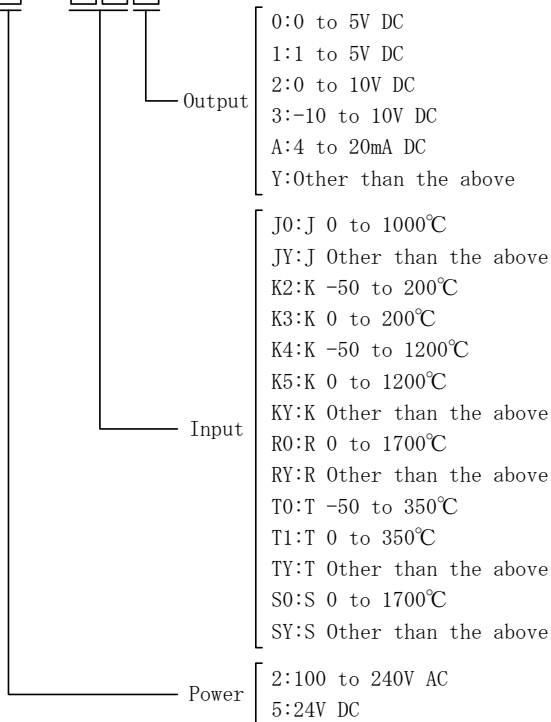 Output
0:0 to 5V DC
1:1 to 5V DC
2:0 to 10V DC
3:-10 to 10V DC
A:4 to 20mA DC
Y:Other than the above
Input
J0:J 0 to 1000℃
JY:J Other than the above
K2:K -50 to 200℃
K3:K 0 to 200℃
K4:K -50 to 1200℃
K5:K 0 to 1200℃
KY:K Other than the above
R0:R 0 to 1700℃
RY:R Other than the above
T0:T -50 to 350℃
T1:T 0 to 350℃
TY:T Other than the above
S0:S 0 to 1700℃
SY:S Other than the above
Power
2:100 to 240V AC
5:24V DC